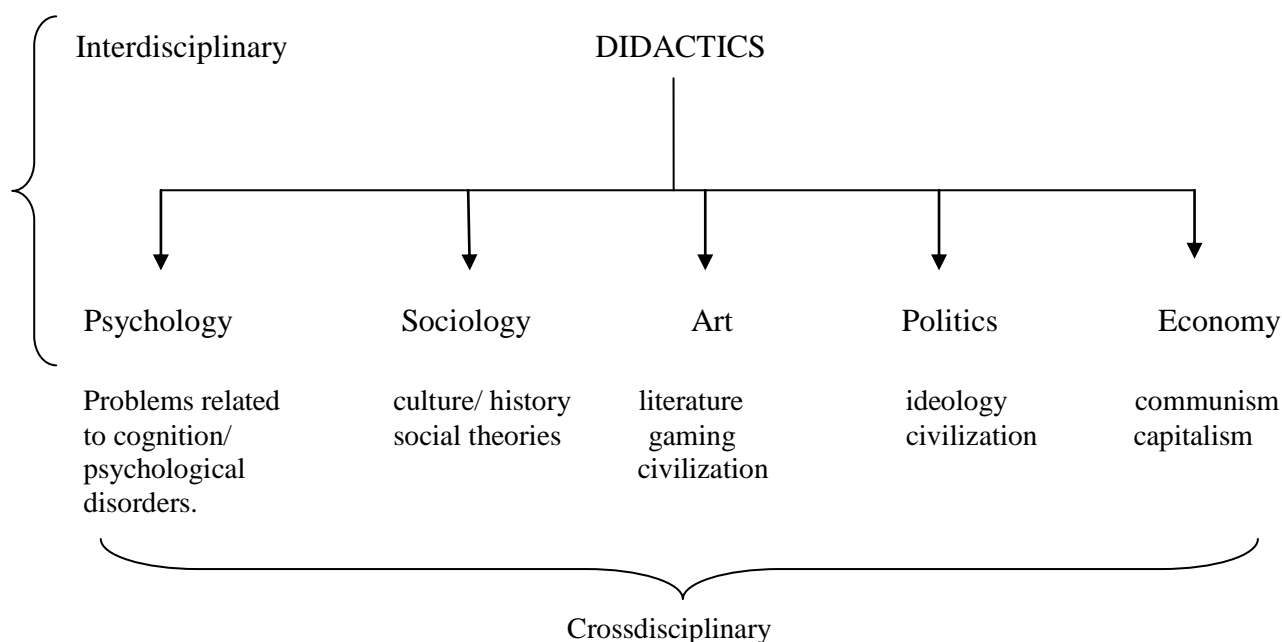 Interdisciplinary DIDACTICS
Psychology Sociology Art Politics Economy
Problems related culture/ history literature ideology communism
to cognition/ social theories gaming civilization capitalism
psychological civilization
disorders.
Crossdisciplinary